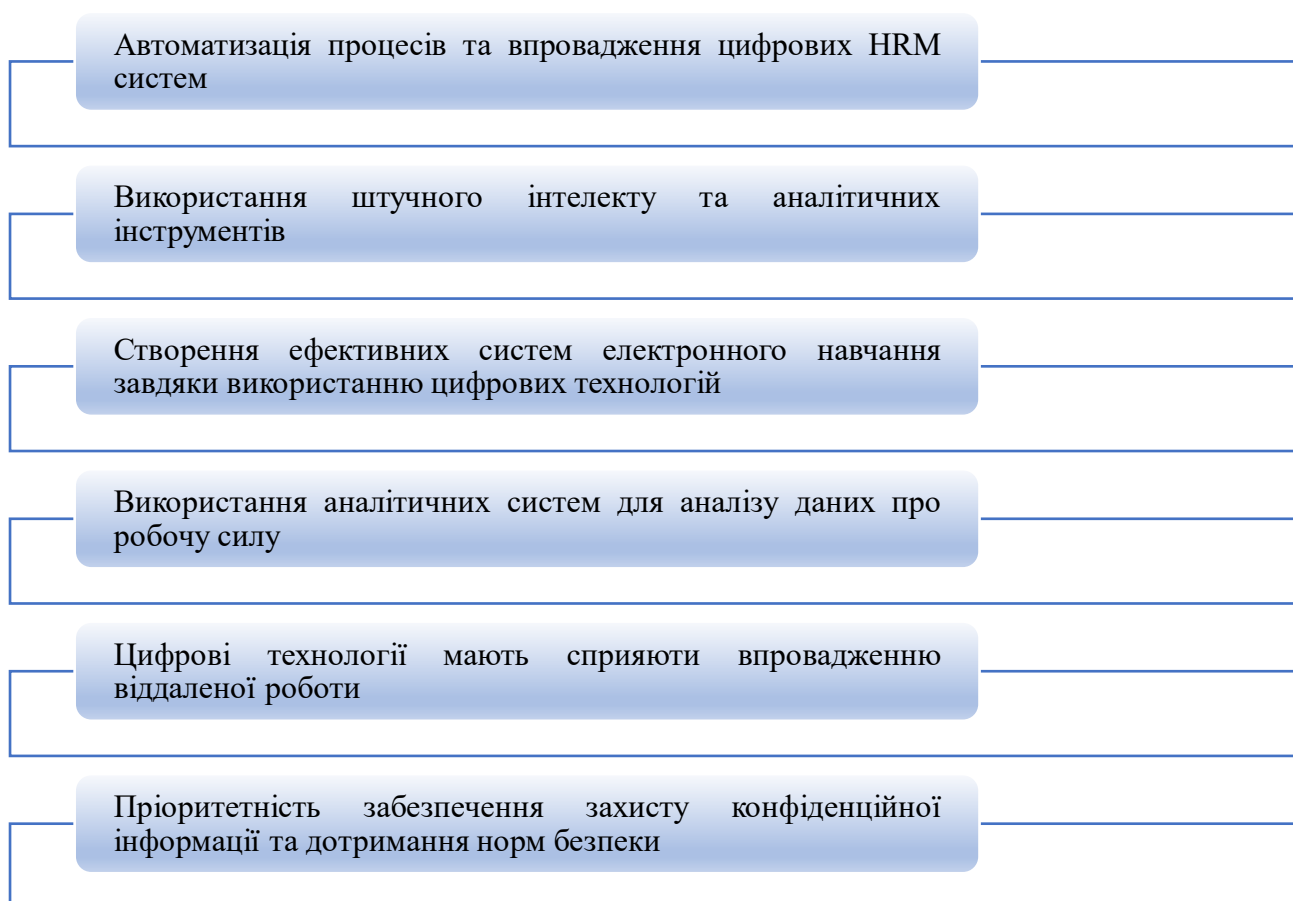 Автоматизація процесів та впровадження цифрових HRM
систем
Використання штучного інтелекту та аналітичних
інструментів
Створення ефективних систем електронного навчання
завдяки використанню цифрових технологій
Використання аналітичних систем для аналізу даних про
робочу силу
Цифрові технології мають сприяюти впровадженню
віддаленої роботи
Пріоритетність забезпечення захисту конфіденційної
інформації та дотримання норм безпеки